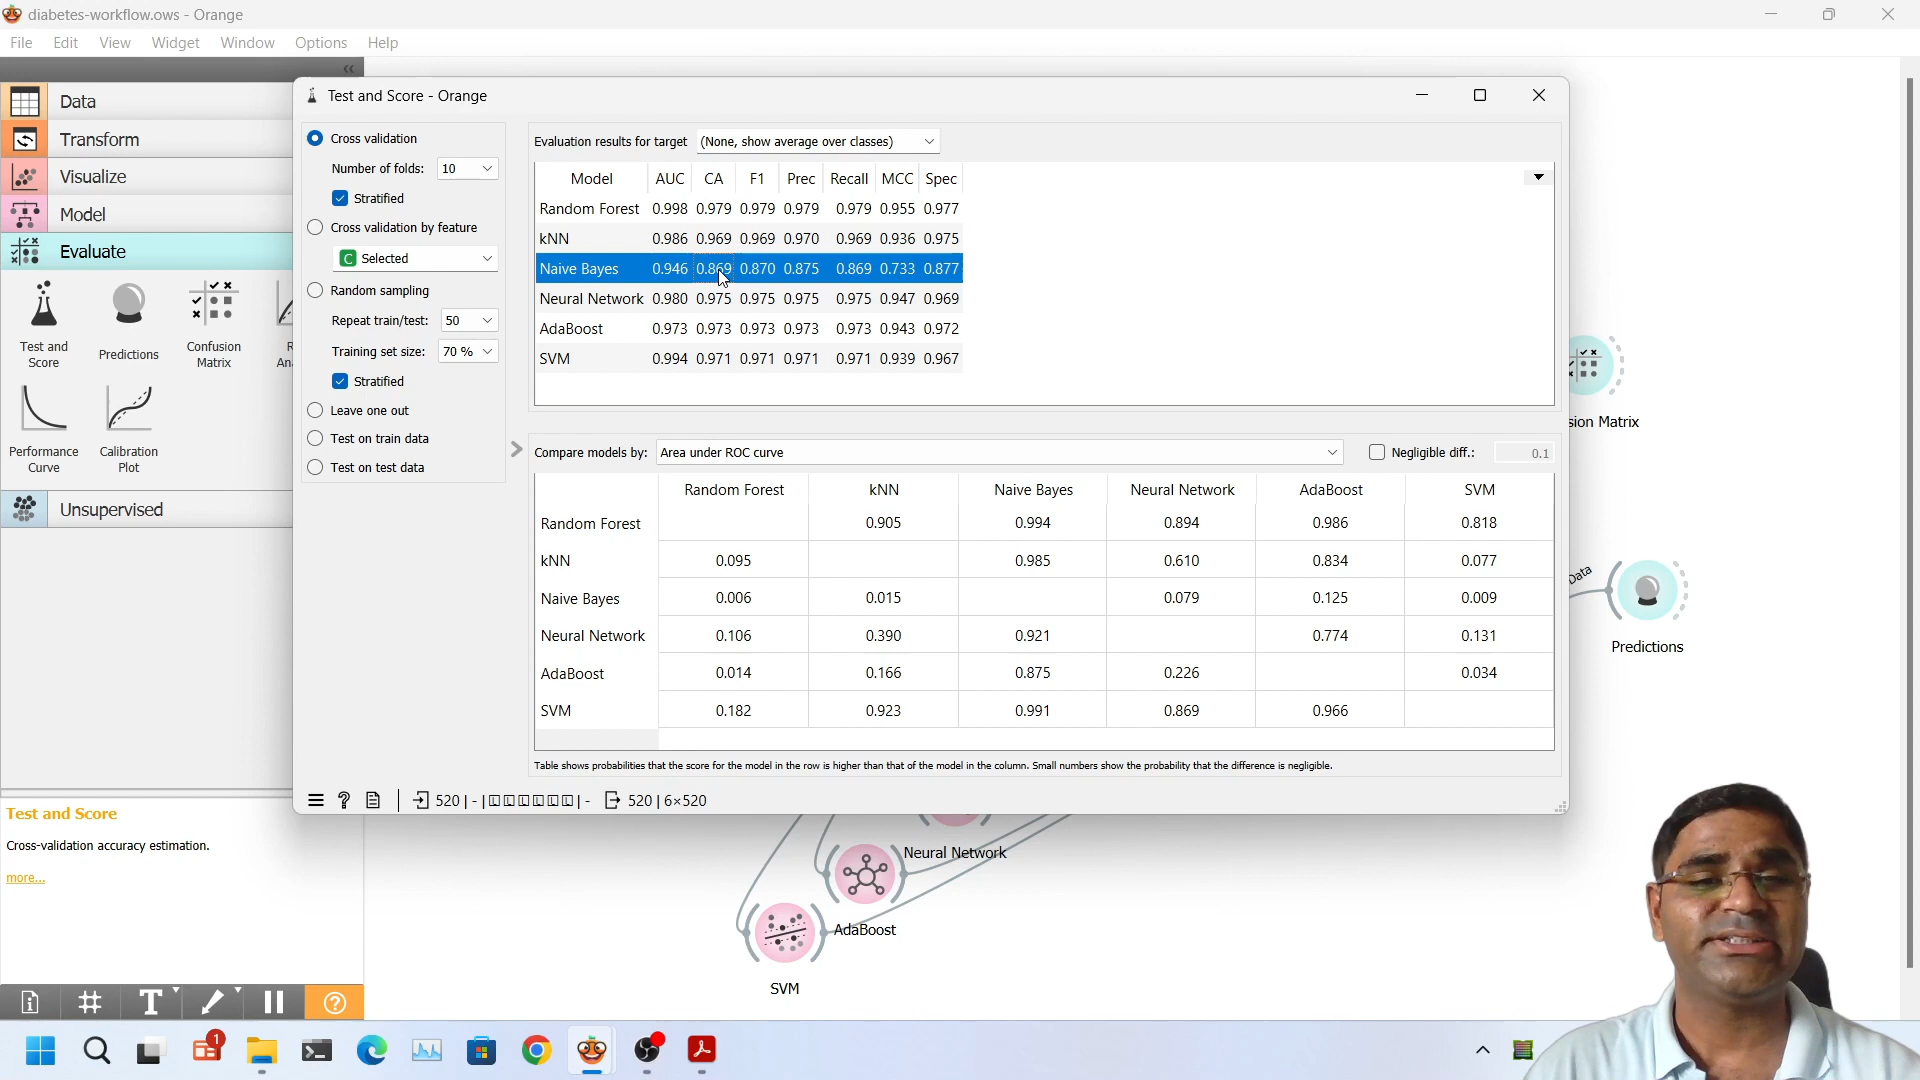 diabetes-workflow.ows - Orange
File Edit View Widget Window Options Help
Data
Transform
Visualize
Model
Evaluate
Test and Score
Predictions
Confusion Matrix
Performance Curve
Calibration Plot
Unsupervised
Test and Score
Cross-validation accuracy estimation.
more...
Test and Score - Orange
Cross validation
Number of folds: 10
Stratified
Cross validation by feature
C Selected
Random sampling
Repeat train/test: 50
Training set size: 70 %
Stratified
Leave one out
Test on train data
Test on test data
Evaluation results for target (None, show average over classes)
Model AUC CA F1 Prec Recall MCC Spec
Random Forest 0.998 0.979 0.979 0.979 0.979 0.955 0.977
kNN 0.986 0.969 0.969 0.970 0.969 0.936 0.975
Naive Bayes 0.946 0.869 0.870 0.875 0.869 0.733 0.877
Neural Network 0.980 0.975 0.975 0.975 0.975 0.947 0.969
AdaBoost 0.973 0.973 0.973 0.973 0.973 0.943 0.972
SVM 0.994 0.971 0.971 0.971 0.971 0.939 0.967
Compare models by: Area under ROC curve
Negligible diff.: 0.1
Random Forest kNN Naive Bayes Neural Network AdaBoost SVM
Random Forest 0.905 0.994 0.894 0.986 0.818
kNN 0.095 0.985 0.610 0.834 0.077
Naive Bayes 0.006 0.015 0.079 0.125 0.009
Neural Network 0.106 0.390 0.921 0.774 0.131
AdaBoost 0.014 0.166 0.875 0.226 0.034
SVM 0.182 0.923 0.991 0.869 0.966
Table shows probabilities that the score for the model in the row is higher than that of the model in the column. Small numbers show the probability that the difference is negligible.
520 | - | | - 520 | 6×520
sion Matrix
Data
Predictions
Neural Network
AdaBoost
SVM
1